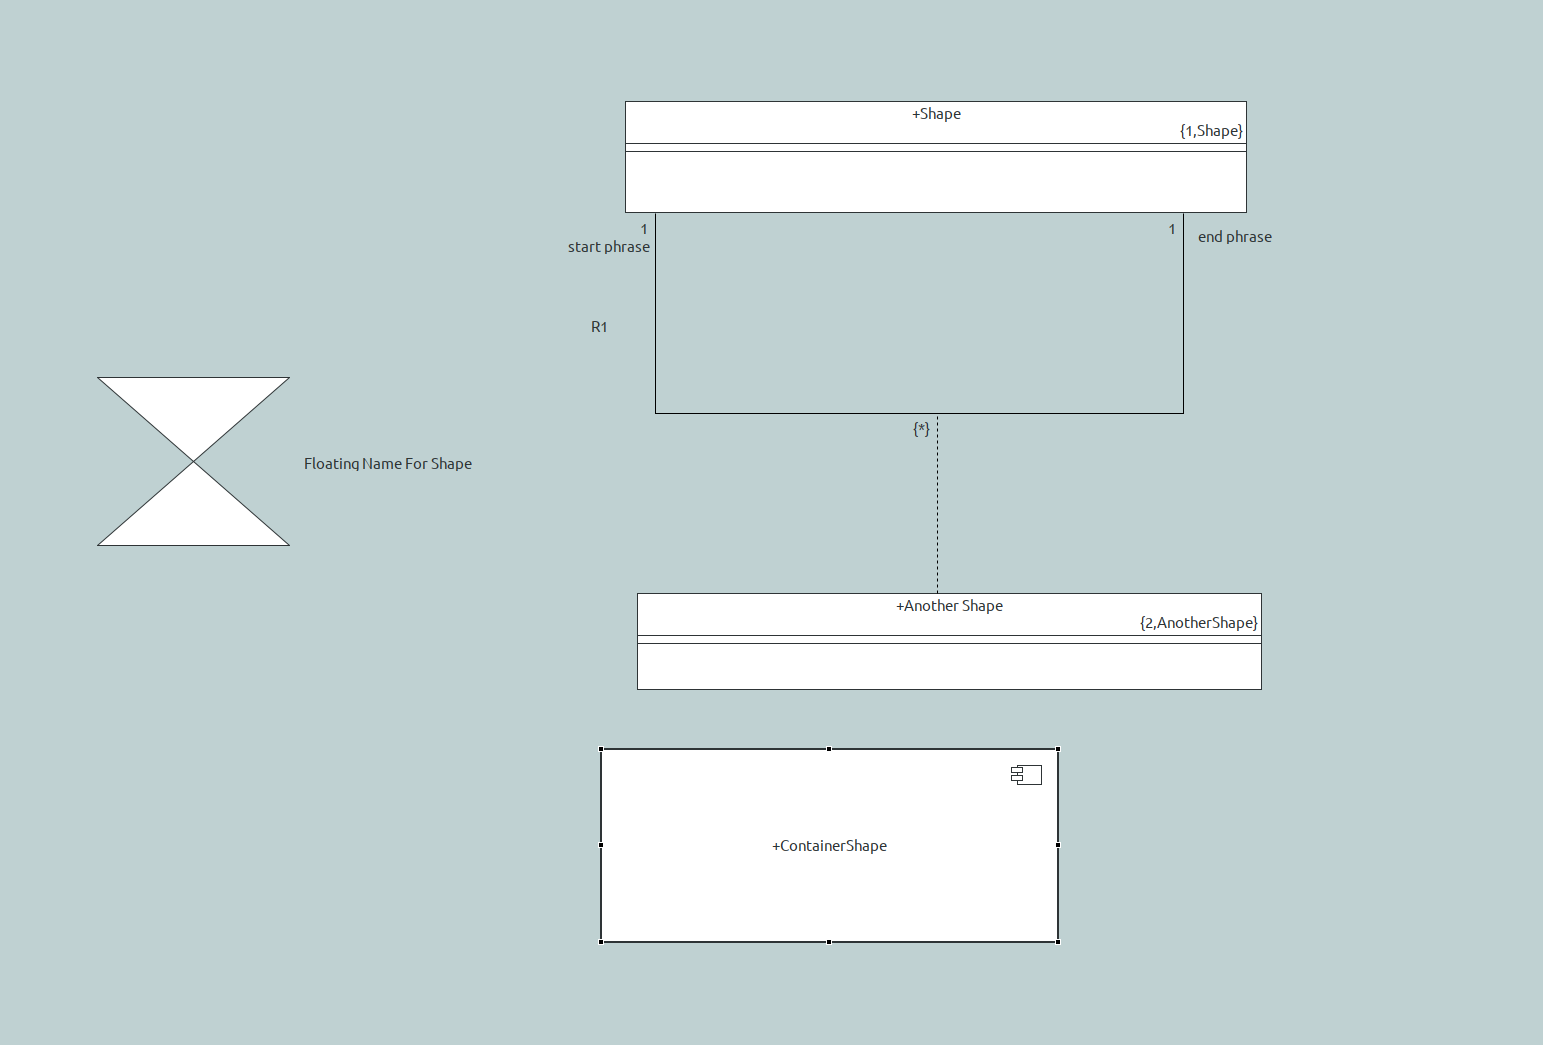 +Shape
{1,Shape}
1
start phrase
1
end phrase
R1
Floating Name For Shape
{*}
+Another Shape
{2,AnotherShape}
+ContainerShape